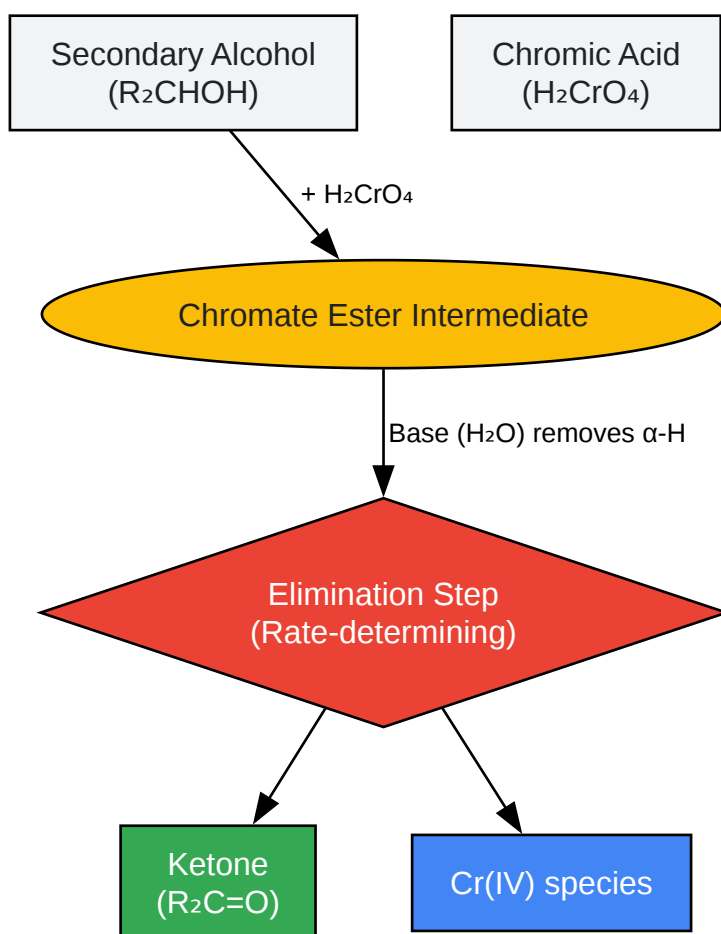 Secondary Alcohol
(R₂CHOH)
Chromic Acid
(H₂CrO₄)
+ H₂CrO₄
Chromate Ester Intermediate
Base (H₂O) removes α-H
Elimination Step
(Rate-determining)
Ketone
(R₂C=O)
Cr(IV) species